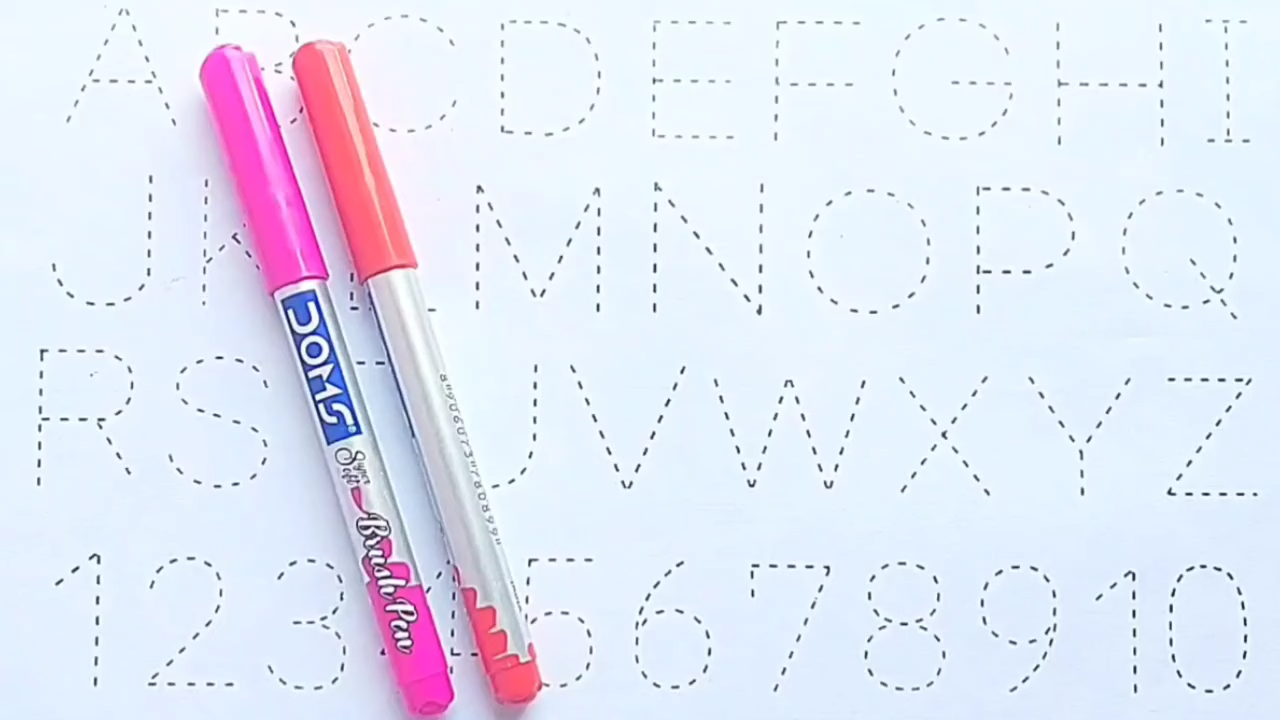 A B C D E F G H I
J K L M N O P Q
R S T U V W X Y Z
1 2 3 4 5 6 7 8 9 10
DOMS
Super Soft
Brush Pen